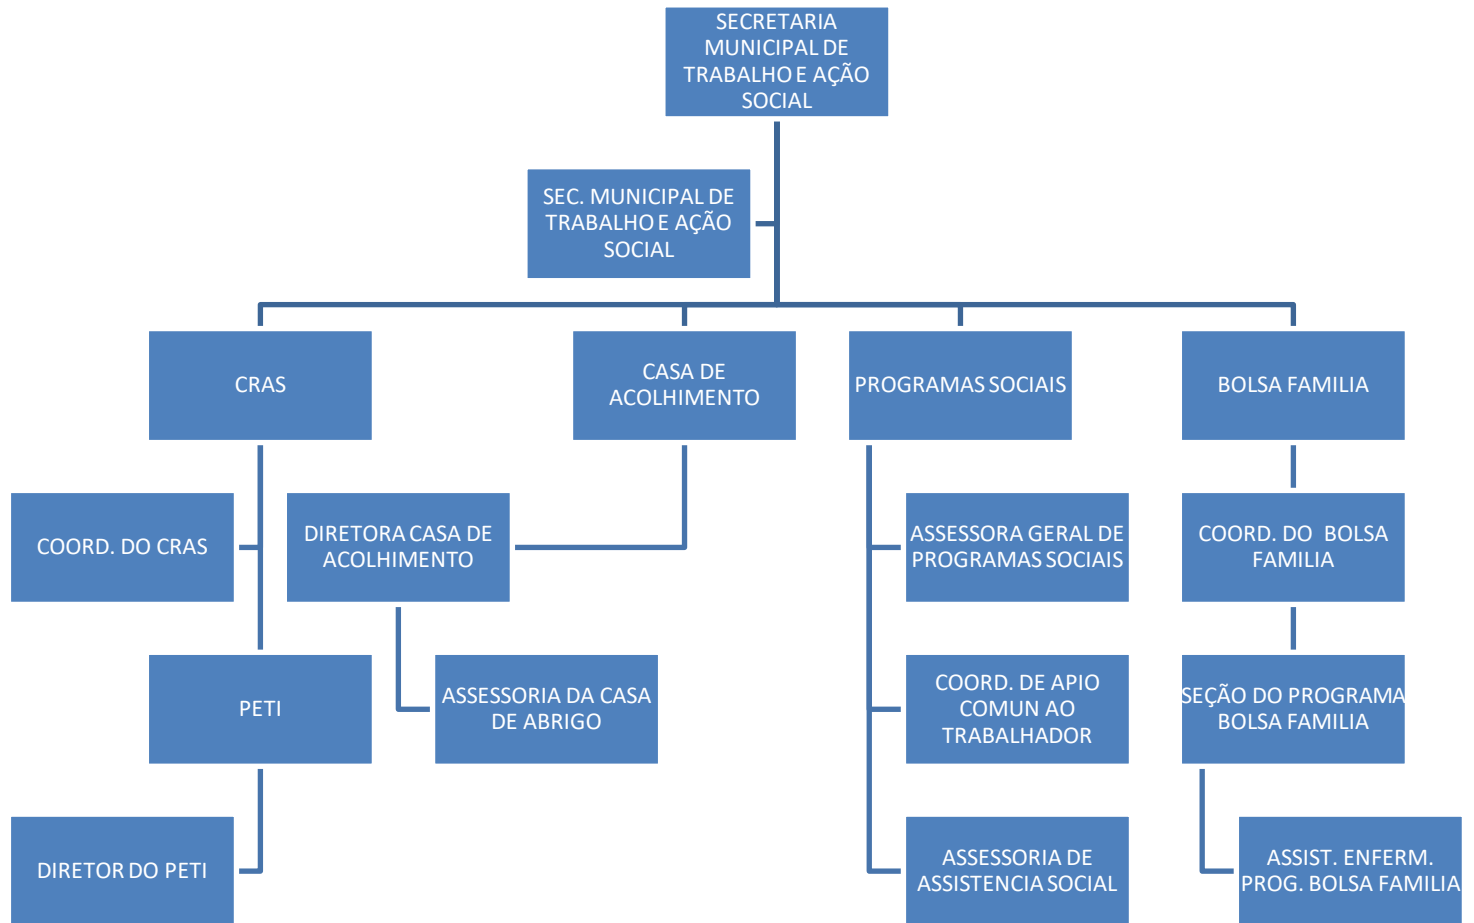 SECRETARIA
MUNICIPAL DE
TRABALHO E AÇÃO
SOCIAL
SEC. MUNICIPAL DE
TRABALHO E AÇÃO
SOCIAL
CRAS
CASA DE
ACOLHIMENTO
PROGRAMAS SOCIAIS
BOLSA FAMILIA
COORD. DO CRAS
DIRETORA CASA DE
ACOLHIMENTO
ASSESSORA GERAL DE
PROGRAMAS SOCIAIS
COORD. DO BOLSA
FAMILIA
PETI
ASSESSORIA DA CASA
DE ABRIGO
COORD. DE APIO
COMUN AO
TRABALHADOR
SEÇÃO DO PROGRAMA
BOLSA FAMILIA
DIRETOR DO PETI
ASSESSORIA DE
ASSISTENCIA SOCIAL
ASSIST. ENFERM.
PROG. BOLSA FAMILIA